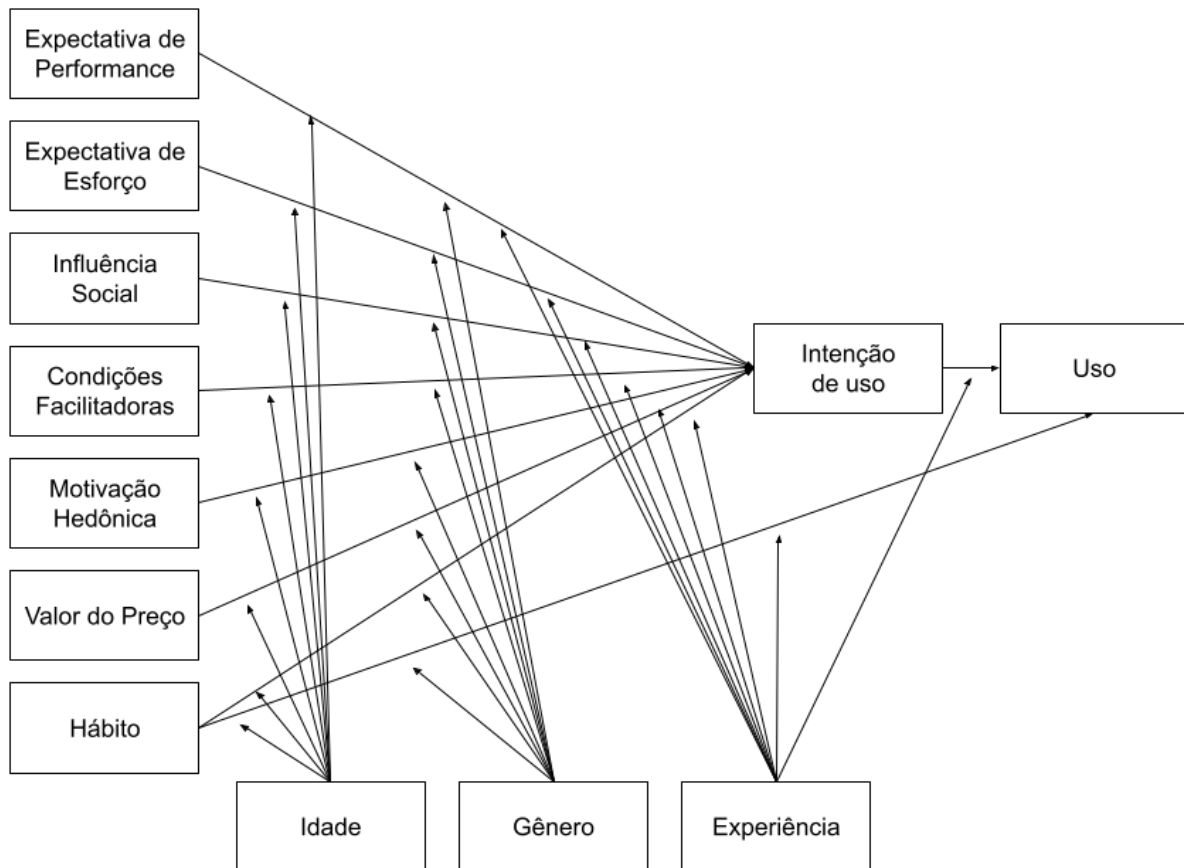 Expectativa de
Performance
Expectativa de
Esforço
Influência
Social
Condições
Facilitadoras
Motivação
Hedônica
Valor do Preço
Hábito
Intenção
de uso
Uso
Idade
Gênero
Experiência